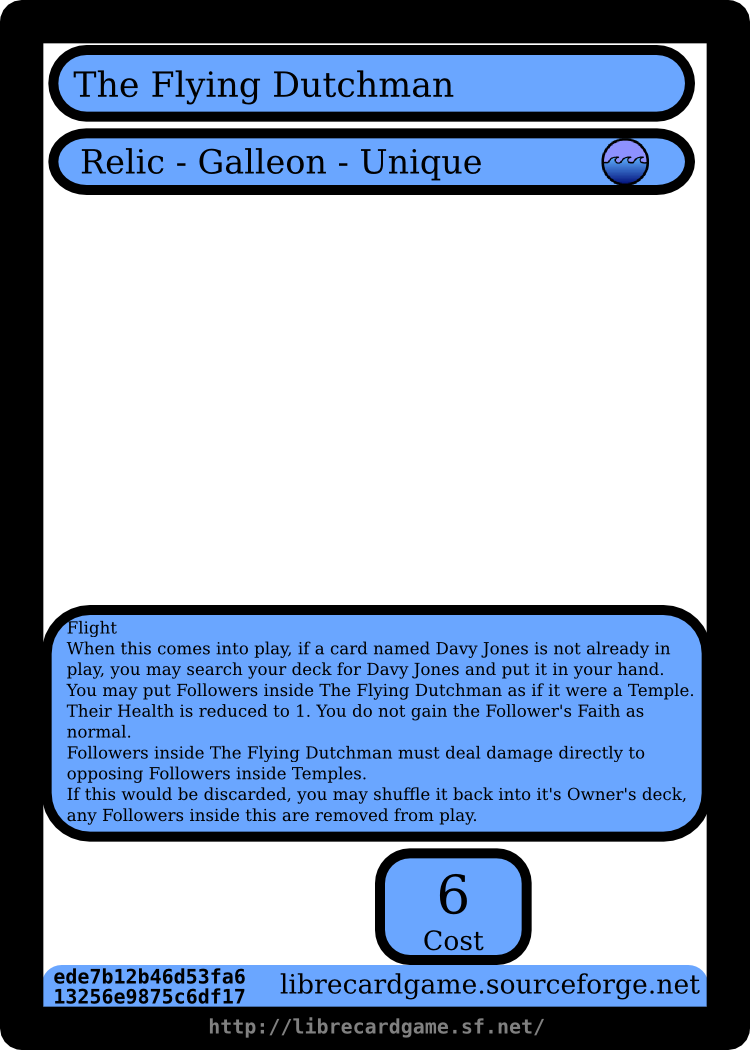 The Flying Dutchman
Relic - Galleon - Unique
Flight
When this comes into play, if a card named Davy Jones is not already in
play, you may search your deck for Davy Jones and put it in your hand.
You may put Followers inside The Flying Dutchman as if it were a Temple.
Their Health is reduced to 1. You do not gain the Follower's Faith as
normal.
Followers inside The Flying Dutchman must deal damage directly to
opposing Followers inside Temples.
If this would be discarded, you may shuffle it back into it's Owner's deck,
any Followers inside this are removed from play.
6
Cost
ede7b12b46d53fa6
13256e9875c6df17
librecardgame.sourceforge.net
http://librecardgame.sf.net/